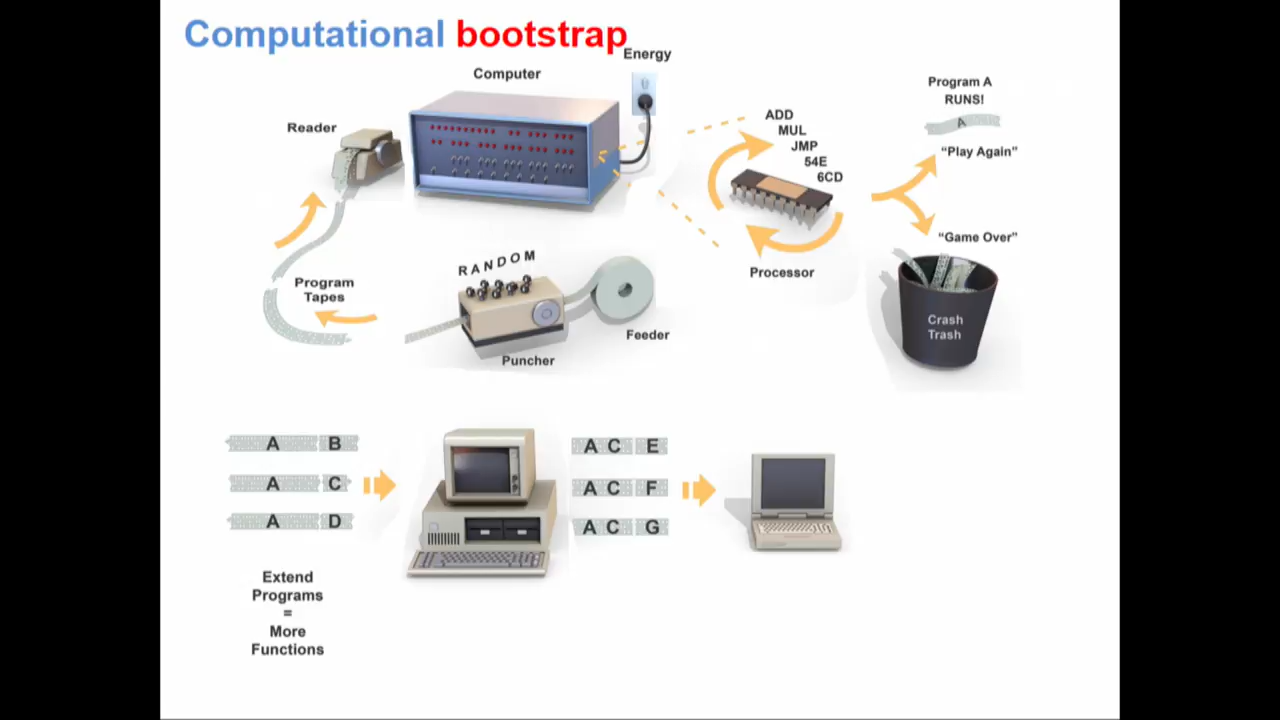 Computational bootstrap
Energy
Computer
Reader
Program A
RUNS!
A
ADD
MUL
JMP
54E
6CD
"Play Again"
"Game Over"
Processor
RANDOM
Program
Tapes
Feeder
Puncher
Crash
Trash
A B
A C
A D
A C E
A C F
A C G
Extend
Programs
=
More
Functions